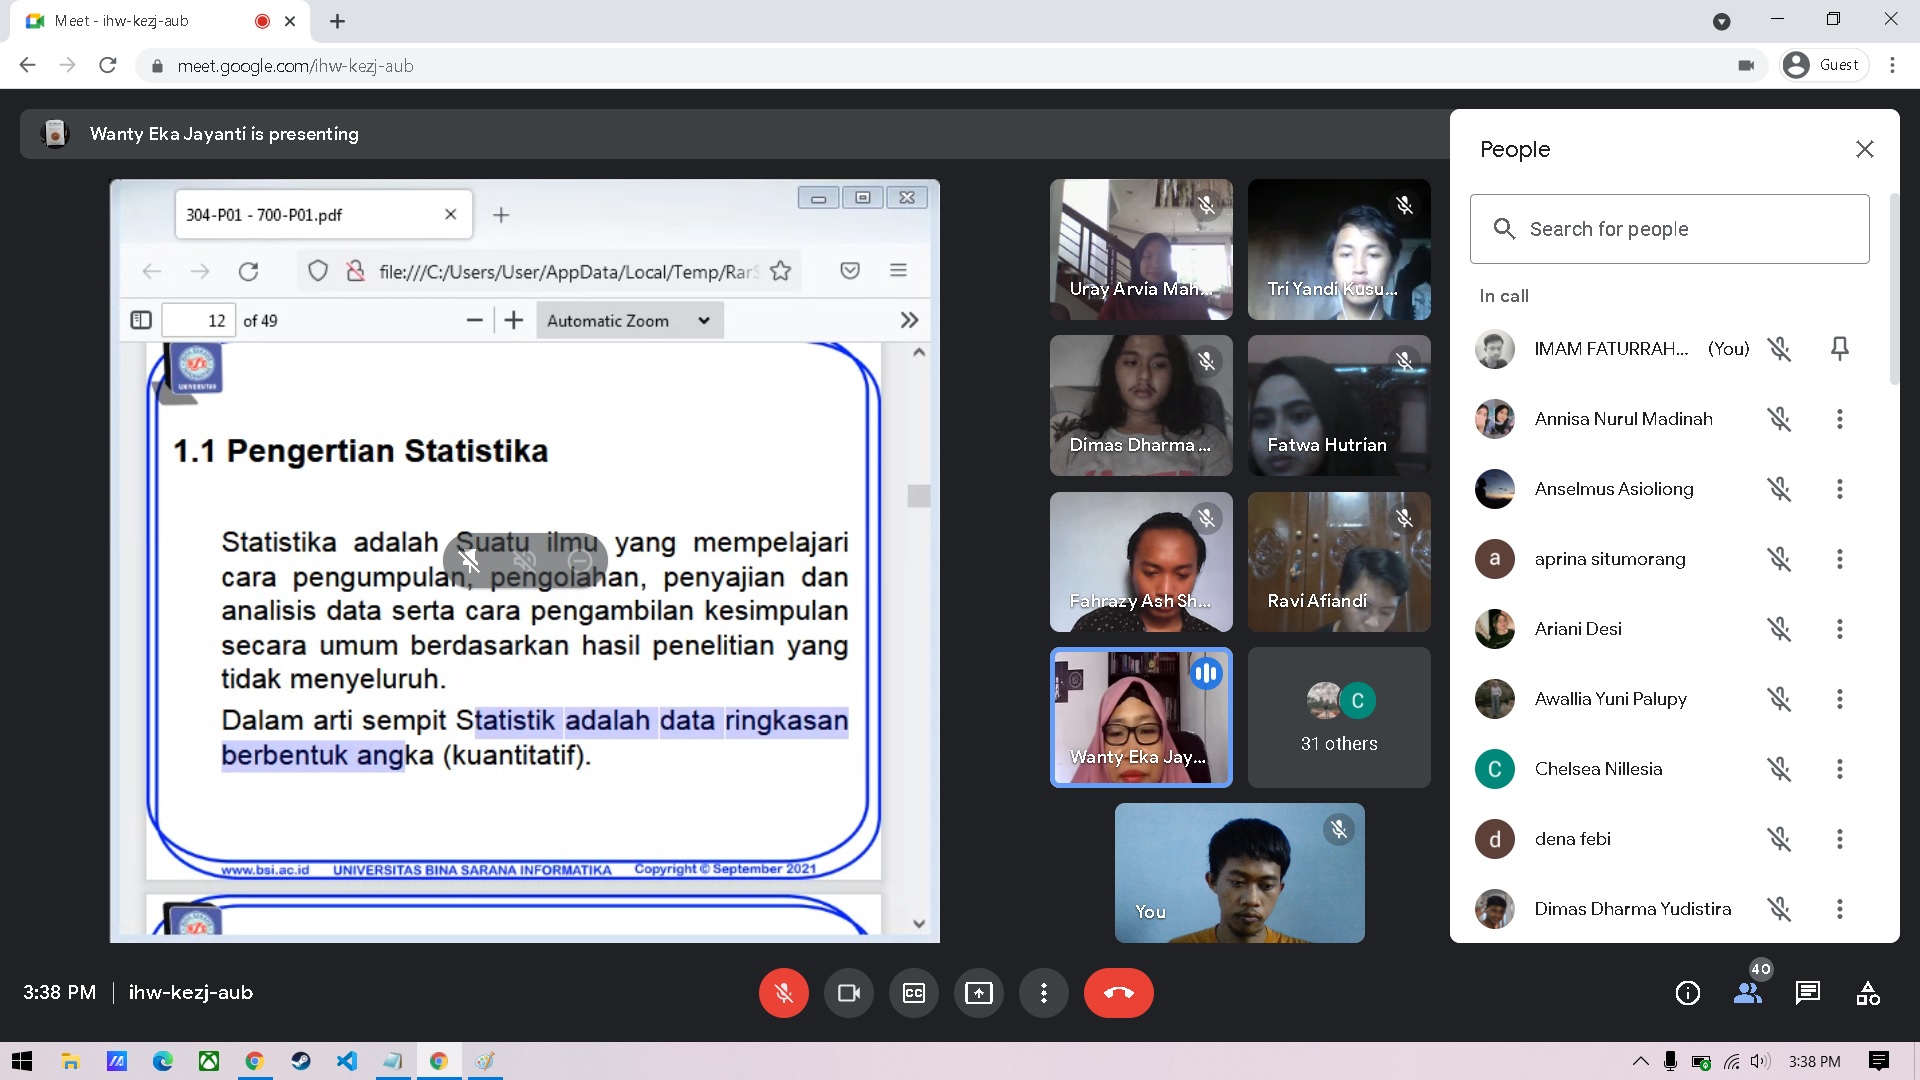 Meet - ihw-kezj-aub
meet.google.com/ihw-kezj-aub
Guest
Wanty Eka Jayanti is presenting
304-P01 - 700-P01.pdf
file:///C:/Users/User/AppData/Local/Temp/Rar$
12 of 49
Automatic Zoom
UNIVERSITAS
1.1 Pengertian Statistika
Statistika adalah Suatu ilmu yang mempelajari
cara pengumpulan, pengolahan, penyajian dan
analisis data serta cara pengambilan kesimpulan
secara umum berdasarkan hasil penelitian yang
tidak menyeluruh.
Dalam arti sempit Statistik adalah data ringkasan
berbentuk angka (kuantitatif).
www.bsi.ac.id UNIVERSITAS BINA SARANA INFORMATIKA Copyright © September 2021
Uray Arvia Mah...
Tri Yandi Kusu...
Dimas Dharma ...
Fatwa Hutrian
Fahrazy Ash Sh...
Ravi Afiandi
Wanty Eka Jay...
C
31 others
You
People
Search for people
In call
IMAM FATURRAH... (You)
Annisa Nurul Madinah
Anselmus Asioliong
a
aprina situmorang
Ariani Desi
Awallia Yuni Palupy
C
Chelsea Nillesia
d
dena febi
Dimas Dharma Yudistira
3:38 PM | ihw-kezj-aub
CC
40
3:38 PM